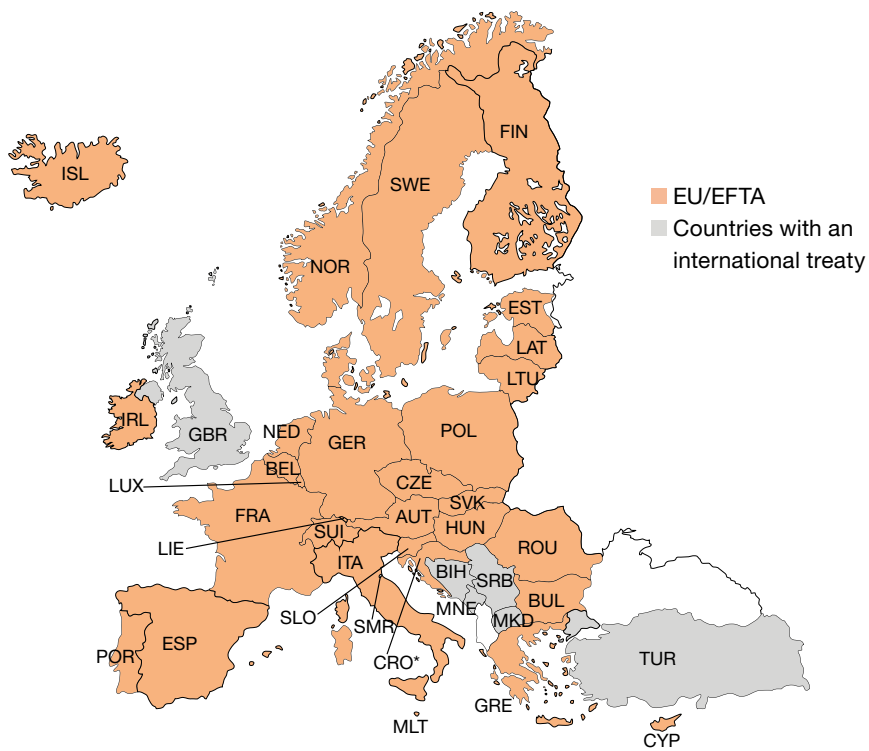 FIN
ISL
SWE
EU/EFTA
Countries with an
international treaty
NOR
EST
LAT
LTU
IRL
GBR
NED
GER
POL
BEL
LUX
CZE
SVK
FRA
AUT
HUN
SUI
LIE
ROU
ITA
BIH
SRB
BUL
MNE
SLO
SMR
MKD
ESP
POR
CRO*
TUR
GRE
MLT
CYP